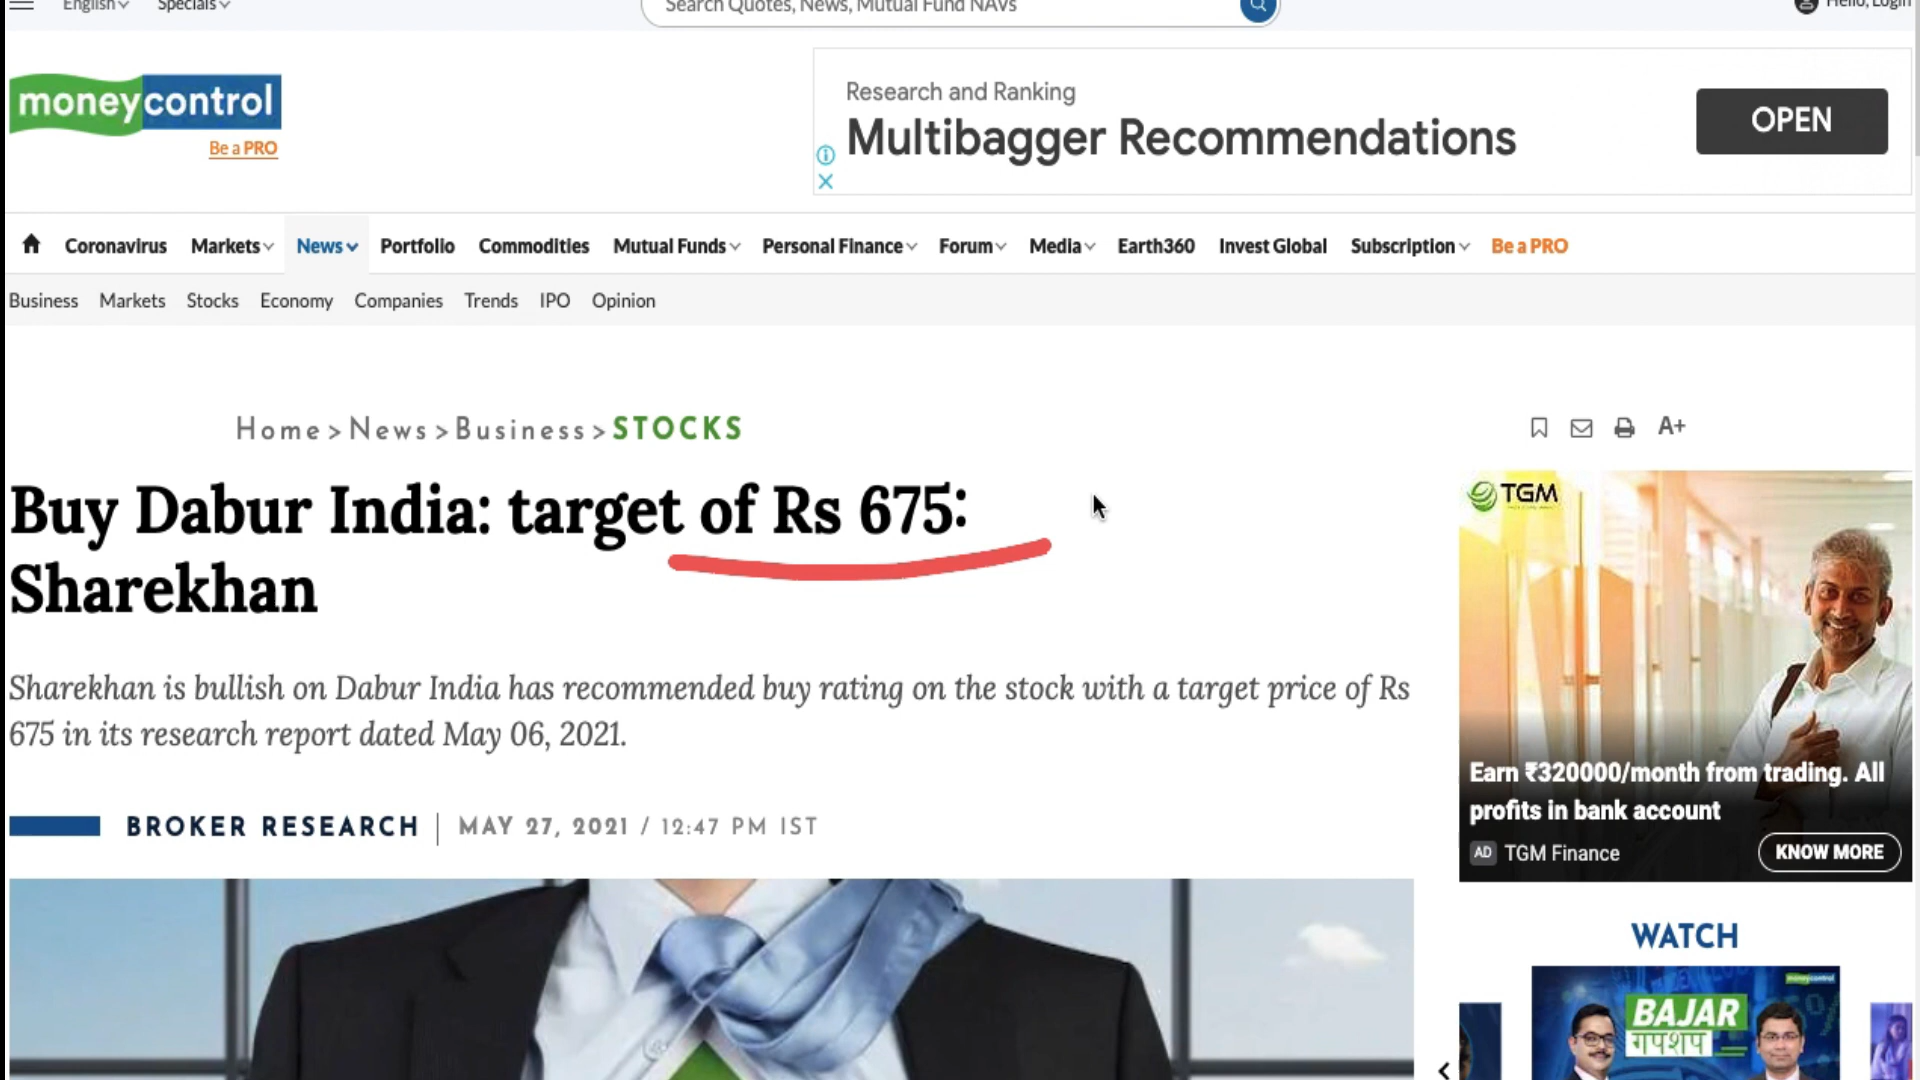 English
Specials
Search Quotes, News, Mutual Fund NAVs
Hello, Login
moneycontrol
Be a PRO
Research and Ranking
Multibagger Recommendations
OPEN
Coronavirus Markets News Portfolio Commodities Mutual Funds Personal Finance Forum Media Earth360 Invest Global Subscription Be a PRO
Business Markets Stocks Economy Companies Trends IPO Opinion
Home > News > Business > STOCKS
A+
Buy Dabur India: target of Rs 675:
Sharekhan
Sharekhan is bullish on Dabur India has recommended buy rating on the stock with a target price of Rs
675 in its research report dated May 06, 2021.
BROKER RESEARCH | MAY 27, 2021 / 12:47 PM IST
TGM
Earn ₹320000/month from trading. All
profits in bank account
AD TGM Finance
KNOW MORE
WATCH
moneycontrol
BAJAR
गपशप